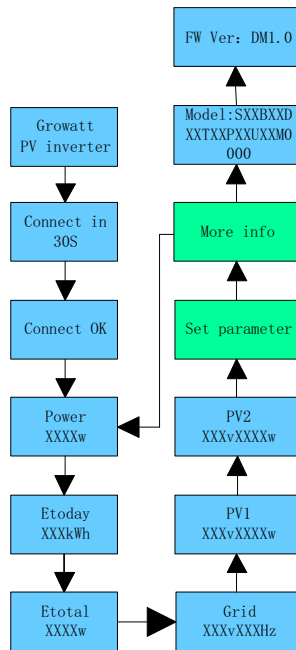 FW Ver: DM1.0
Model:SXXBXXD
XXTXXPXXUXXM0
000
Growatt
PV inverter
Connect in
30S
More info
Connect OK
Set parameter
Power
XXXXw
PV2
XXXvXXXXw
Etoday
XXXkWh
PV1
XXXvXXXXw
Etotal
XXXXw
Grid
XXXvXXXHz